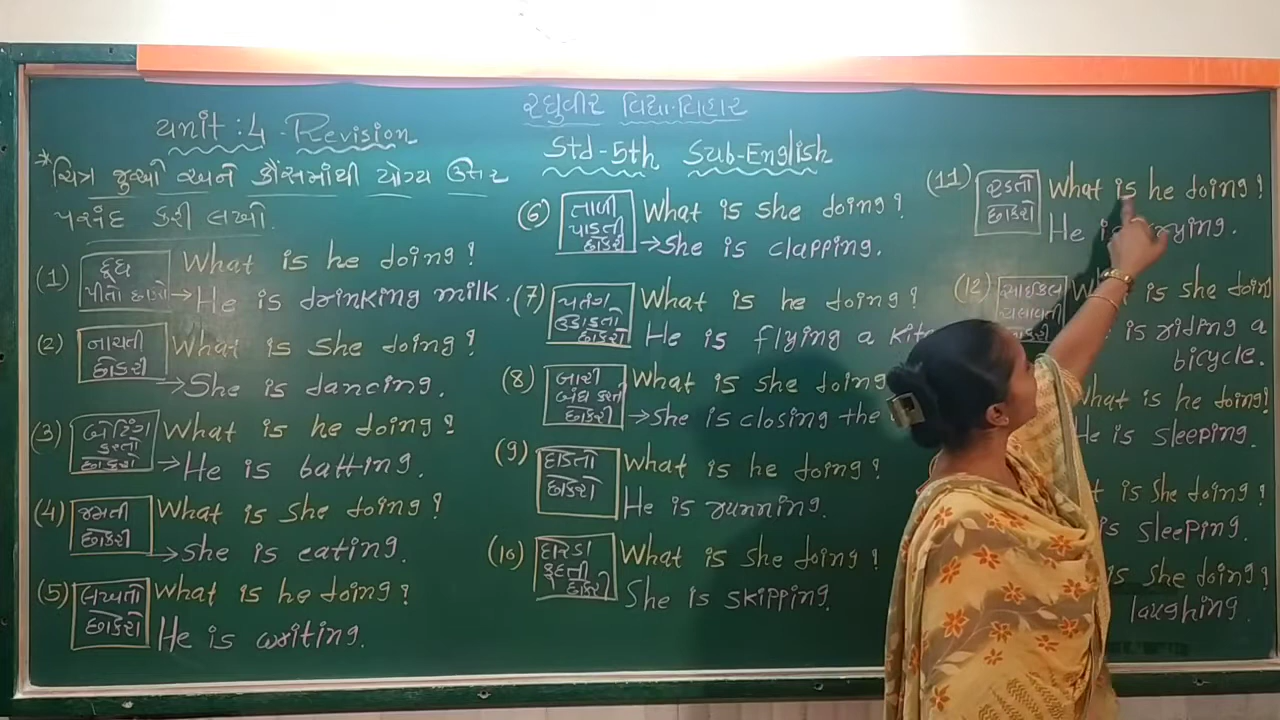 રઘુવીર વિદ્યા-વિહાર
Unit : 4 - Revision
Std-5th Sub-English
*ચિત્ર જુઓ અને કૌંસમાંથી યોગ્ય ઉત્તર
પસંદ કરી લખો.
(1) દૂધ પીતો છોકરો What is he doing?
→He is drinking milk.
(2) નાચતી છોકરી What is she doing?
→She is dancing.
(3) બેટિંગ કરતો છોકરો What is he doing?
→He is batting.
(4) જમતી છોકરી What is she doing?
→she is eating.
(5) લખતો છોકરો What is he doing?
He is writing.
(6) તાળી પાડતી છોકરી What is she doing?
→She is clapping.
(7) પતંગ ઉડાડતો છોકરો What is he doing?
He is flying a kite
(8) બારી બંધ કરતી છોકરી What is she doing
→She is closing the
(9) દોડતો છોકરો What is he doing?
He is running.
(10) દોરડા કૂદતી છોકરી What is she doing?
She is skipping.
(11) રડતો છોકરો What is he doing?
He is crying.
(12) સાઇકલ ચલાવતી છોકરી What is she doin
is riding a
bicycle.
What is he doing?
He is sleeping.
is she doing?
is sleeping.
is she doing?
laughing.